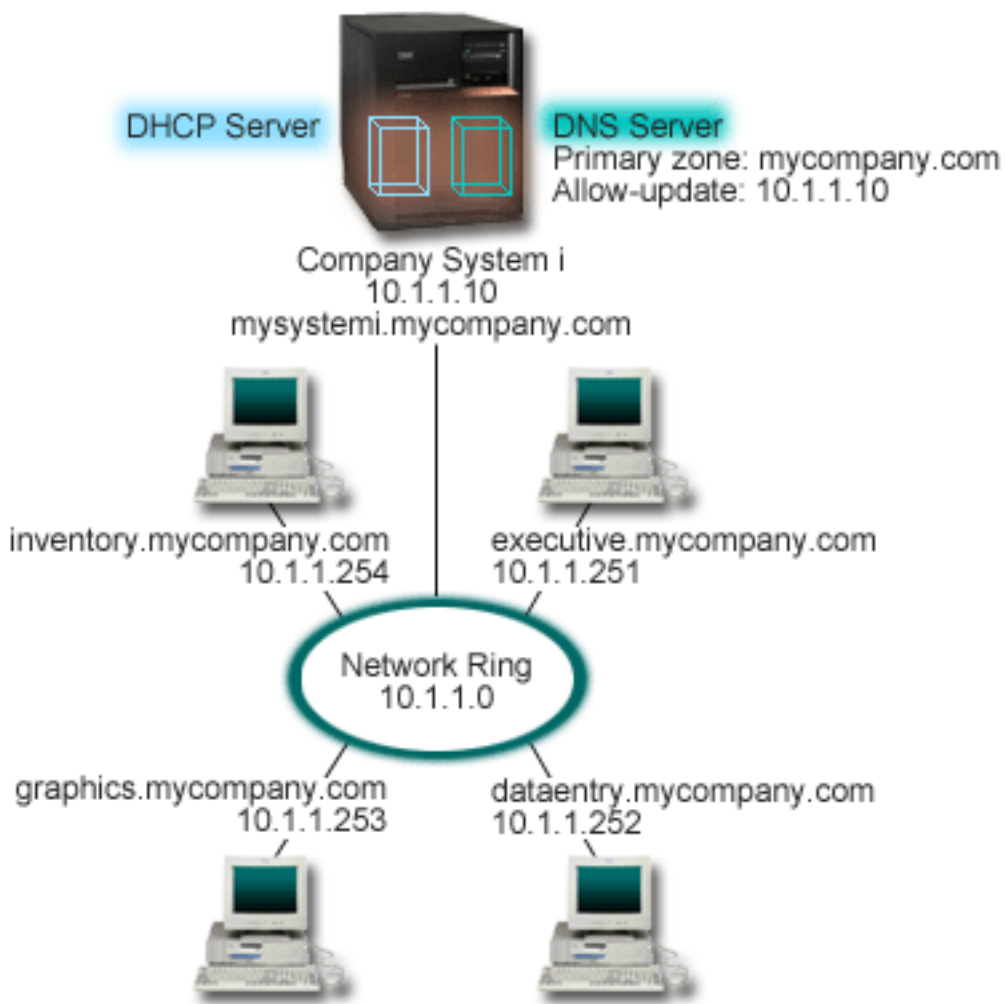 DHCP Server
DNS Server
Primary zone: mycompany.com
Allow-update: 10.1.1.10
Company System i
10.1.1.10
mysystemi.mycompany.com
inventory.mycompany.com
10.1.1.254
executive.mycompany.com
10.1.1.251
Network Ring
10.1.1.0
graphics.mycompany.com
10.1.1.253
dataentry.mycompany.com
10.1.1.252